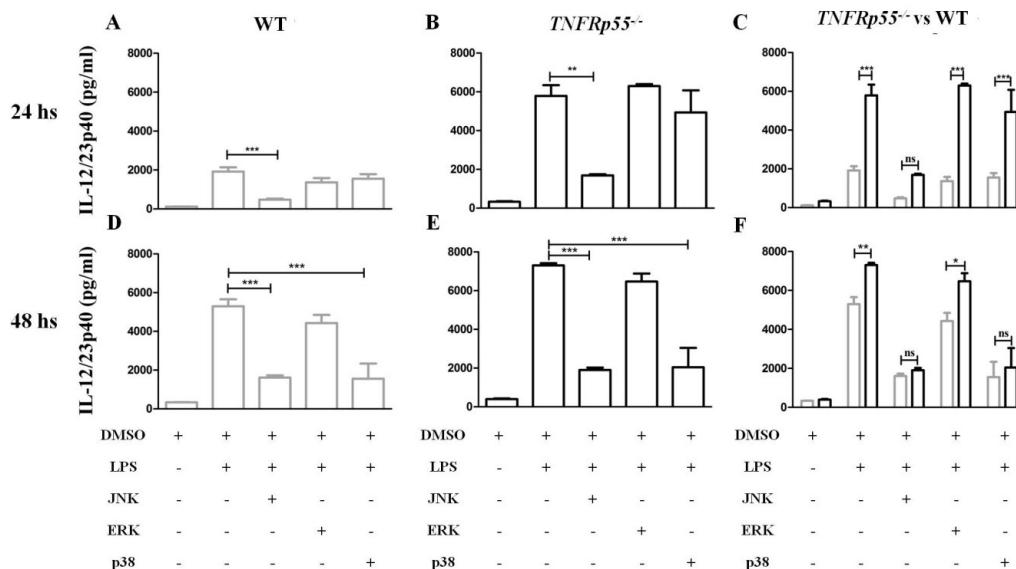 A WT
B TNFRp55-/-
C TNFRp55-/- vs WT
24 hs
IL-12/23p40 (pg/ml)
8000
6000
4000
2000
0
***
8000
6000
4000
2000
0
**
8000
6000
4000
2000
0
*** ns *** ***
D
E
F
48 hs
IL-12/23p40 (pg/ml)
8000
6000
4000
2000
0
***
***
8000
6000
4000
2000
0
***
***
8000
6000
4000
2000
0
** ns * ns
DMSO + + + + + DMSO + + + + + DMSO + + + + +
LPS - + + + + LPS - + + + + LPS - + + + +
JNK - - + - - JNK - - + - - JNK - - + - -
ERK - - - + - ERK - - - + - ERK - - - + -
p38 - - - - + p38 - - - - + p38 - - - - +